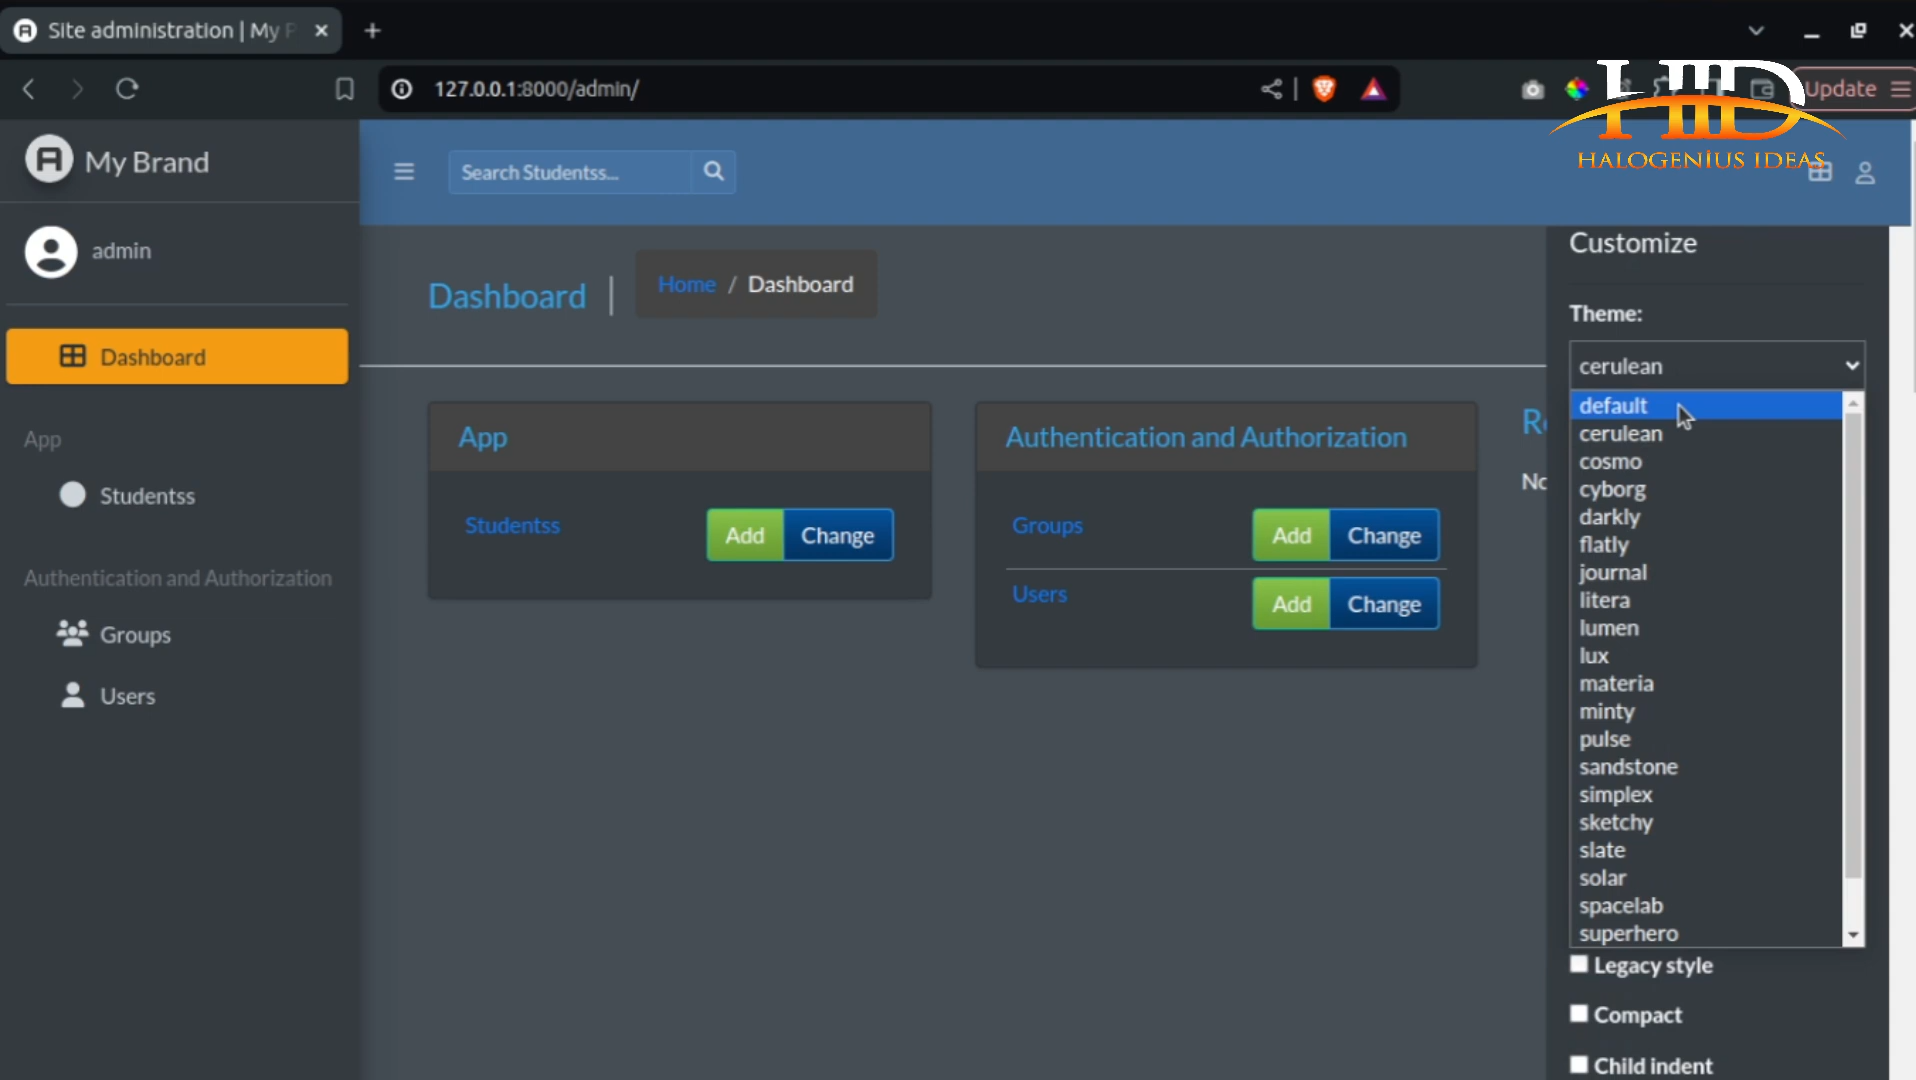 Site administration | My P
127.0.0.1:8000/admin/
Update
HID
HALOGENIUS IDEAS
My Brand
Search Studentss...
admin
Dashboard
App
Studentss
Authentication and Authorization
Groups
Users
Dashboard | Home / Dashboard
App
Studentss Add Change
Authentication and Authorization
Groups Add Change
Users Add Change
Customize
Theme:
cerulean
default
cerulean
cosmo
cyborg
darkly
flatly
journal
litera
lumen
lux
materia
minty
pulse
sandstone
simplex
sketchy
slate
solar
spacelab
superhero
Legacy style
Compact
Child indent